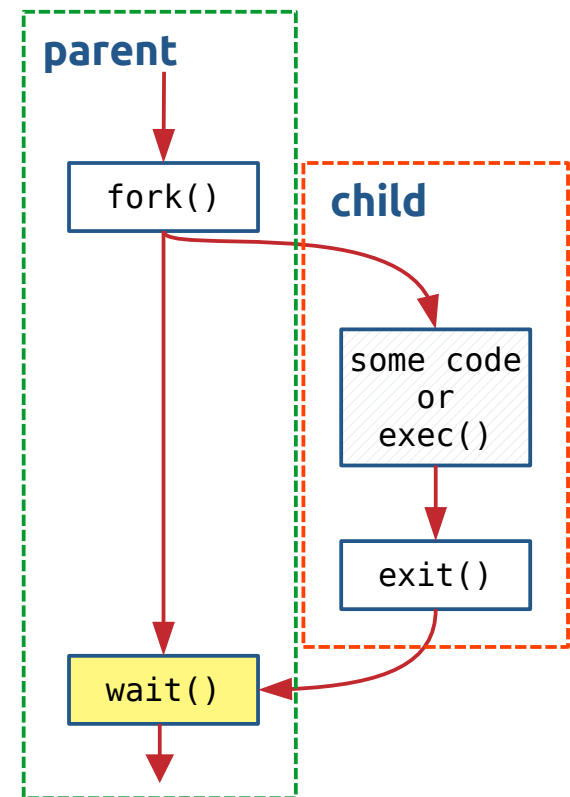 parent
fork()
child
some code
or
exec()
exit()
wait()